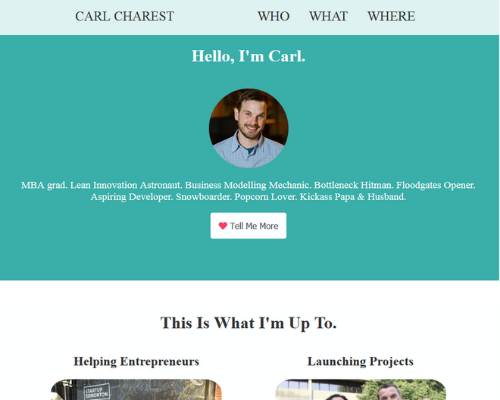 CARL CHAREST WHO WHAT WHERE
Hello, I'm Carl.
MBA grad. Lean Innovation Astronaut. Business Modelling Mechanic. Bottleneck Hitman. Floodgates Opener.
Aspiring Developer. Snowboarder. Popcorn Lover. Kickass Papa & Husband.
Tell Me More
This Is What I'm Up To.
Helping Entrepreneurs Launching Projects
STARTUP
EDMONTON